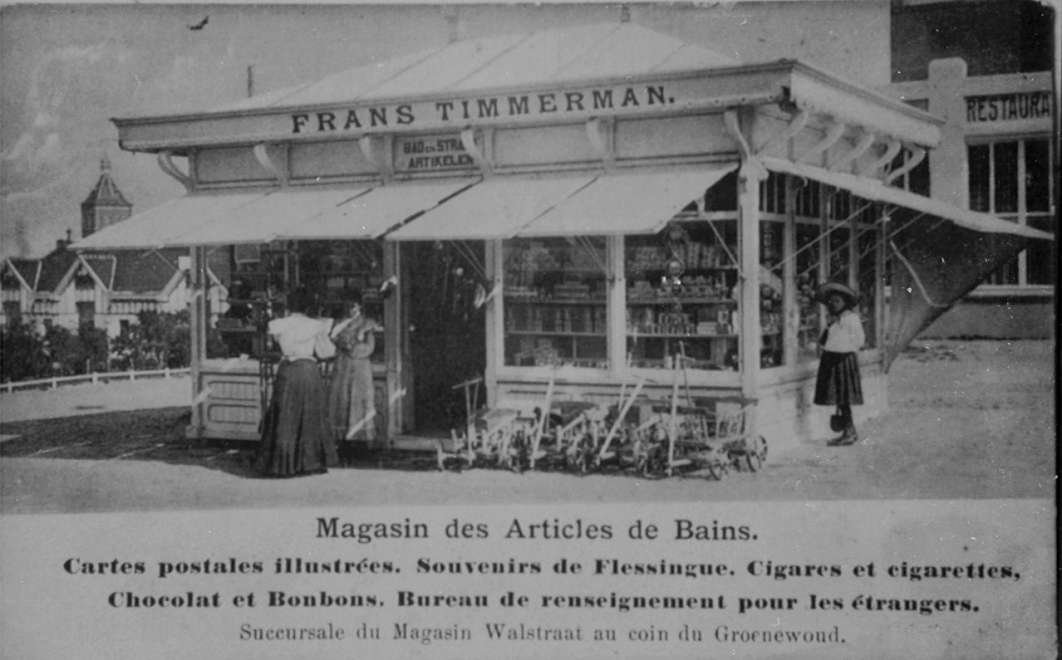 FRANS TIMMERMAN.
BAD EN STRA
ARTIKELEN
RESTAURA
Magasin des Articles de Bains.
Cartes postales illustrées. Souvenirs de Flessingue. Cigares et cigarettes,
Chocolat et Bonbons. Bureau de renseignement pour les étrangers.
Succursale du Magasin Walstraat au coin du Groenewoud.